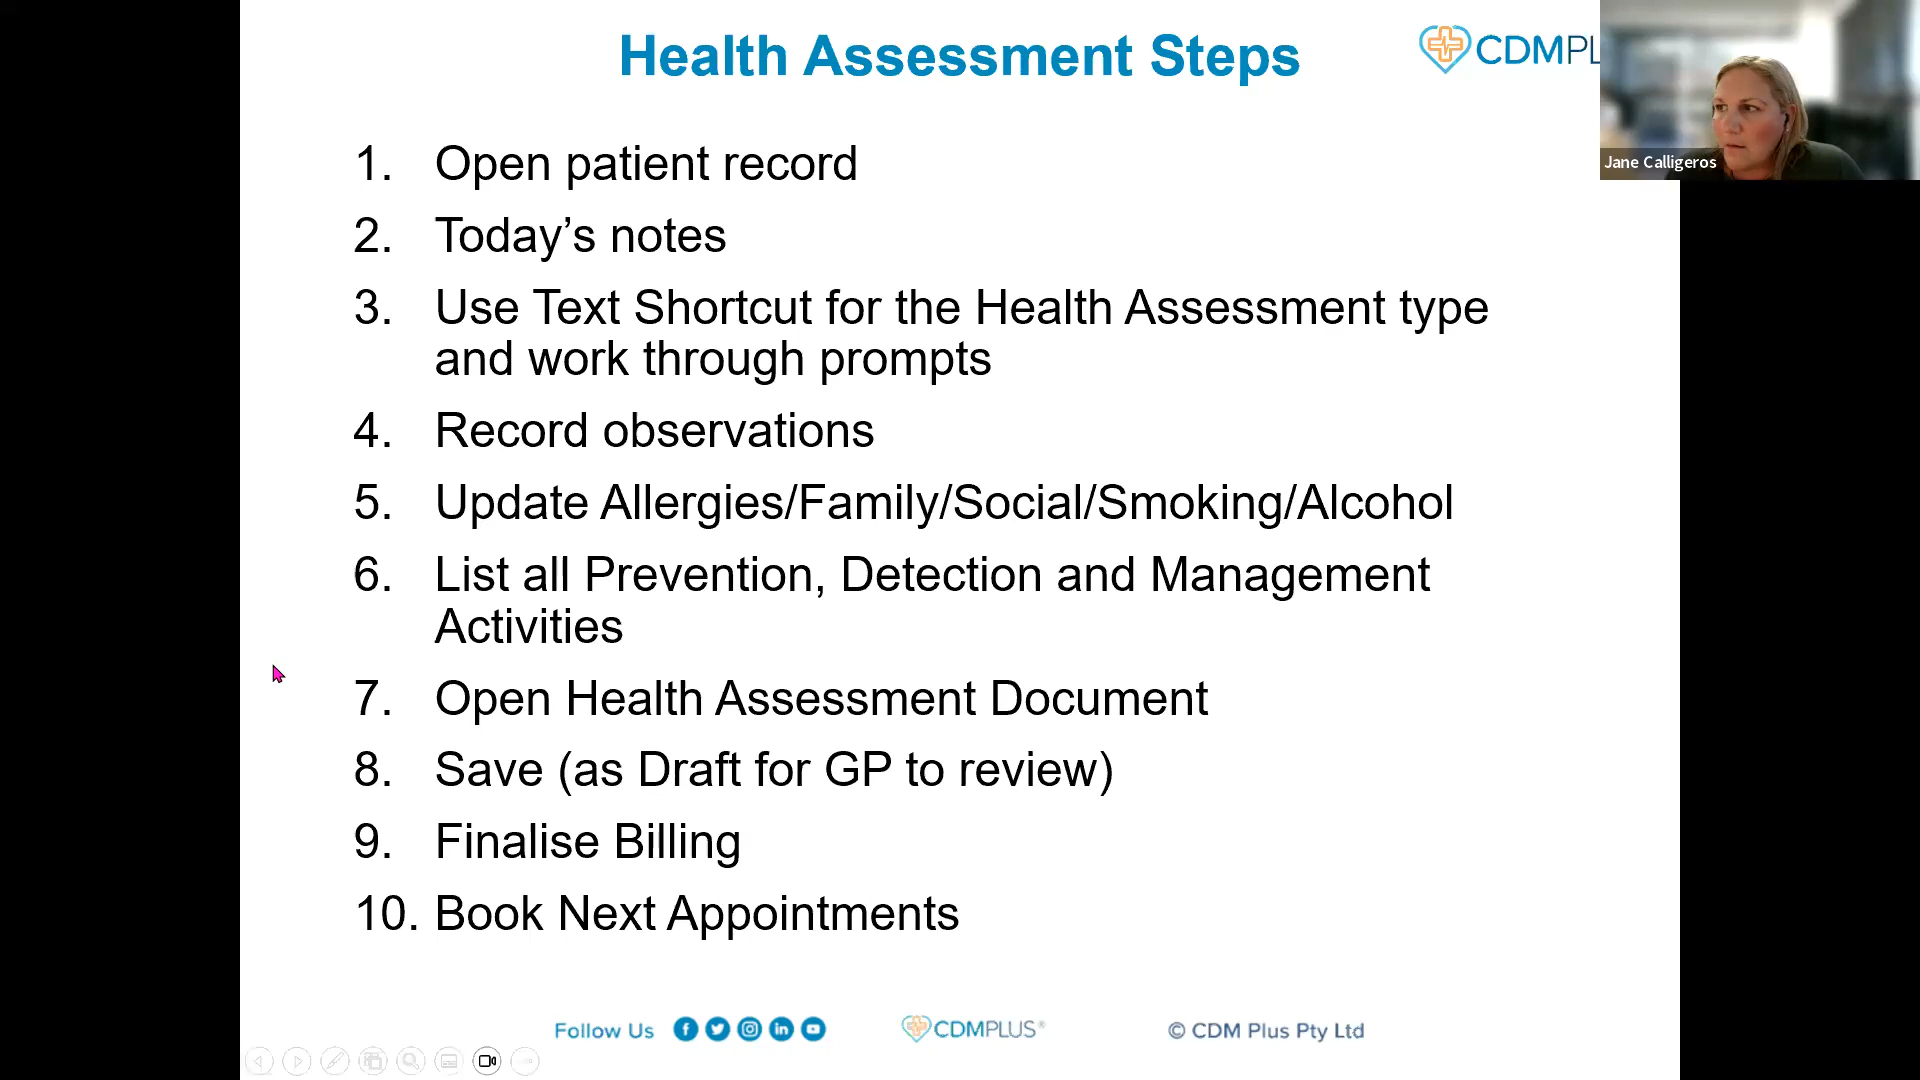 Health Assessment Steps
CDMPL
Jane Calligeros
1. Open patient record
2. Today’s notes
3. Use Text Shortcut for the Health Assessment type
and work through prompts
4. Record observations
5. Update Allergies/Family/Social/Smoking/Alcohol
6. List all Prevention, Detection and Management
Activities
7. Open Health Assessment Document
8. Save (as Draft for GP to review)
9. Finalise Billing
10. Book Next Appointments
Follow Us
CDMPLUS®
© CDM Plus Pty Ltd